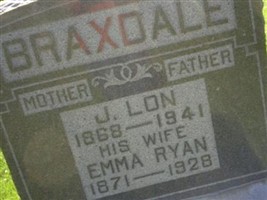 BRAXDALE
MOTHER FATHER
J. LON
1868—1941
HIS WIFE
EMMA RYAN
1871—1928